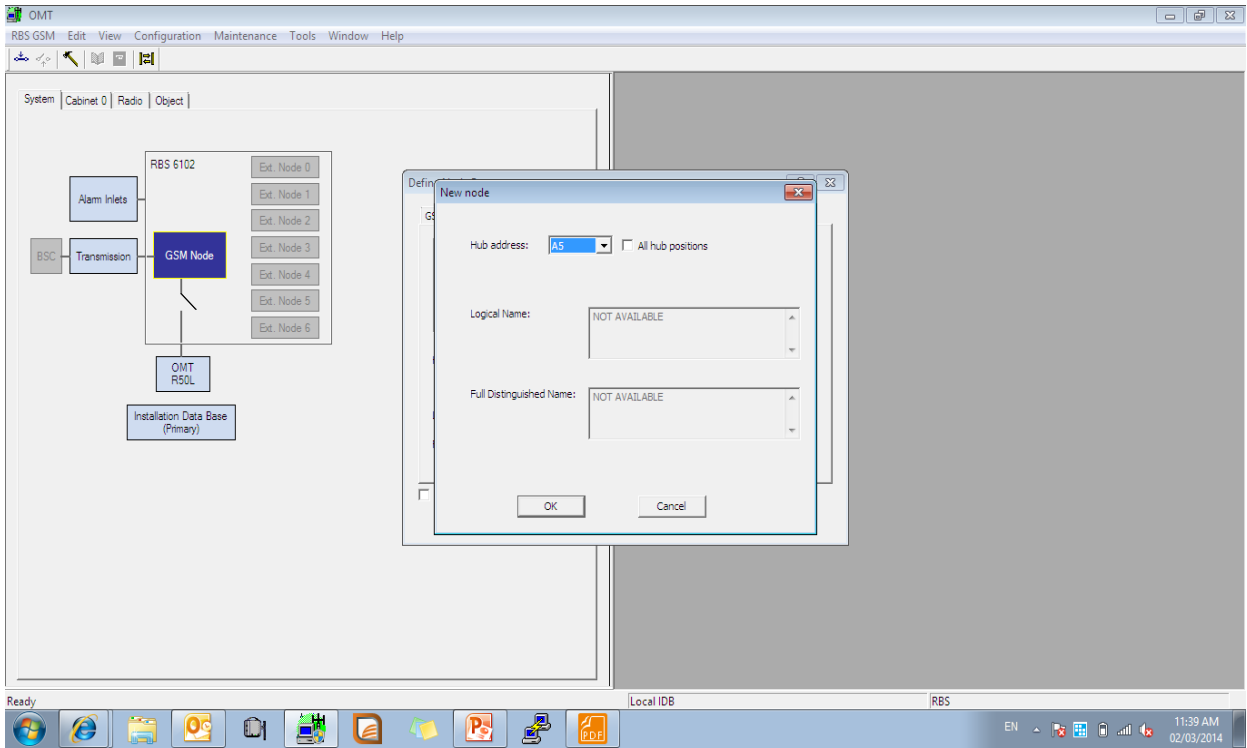 OMT
RBS GSM Edit View Configuration Maintenance Tools Window Help
System Cabinet 0 Radio Object
RBS 6102
Alarm Inlets
BSC
Transmission
GSM Node
Ext. Node 0
Ext. Node 1
Ext. Node 2
Ext. Node 3
Ext. Node 4
Ext. Node 5
Ext. Node 6
OMT
R50L
Installation Data Base
(Primary)
New node
Hub address: A5 All hub positions
Logical Name: NOT AVAILABLE
Full Distinguished Name: NOT AVAILABLE
OK Cancel
Ready Local IDB RBS
PDF
EN 11:39 AM
02/03/2014